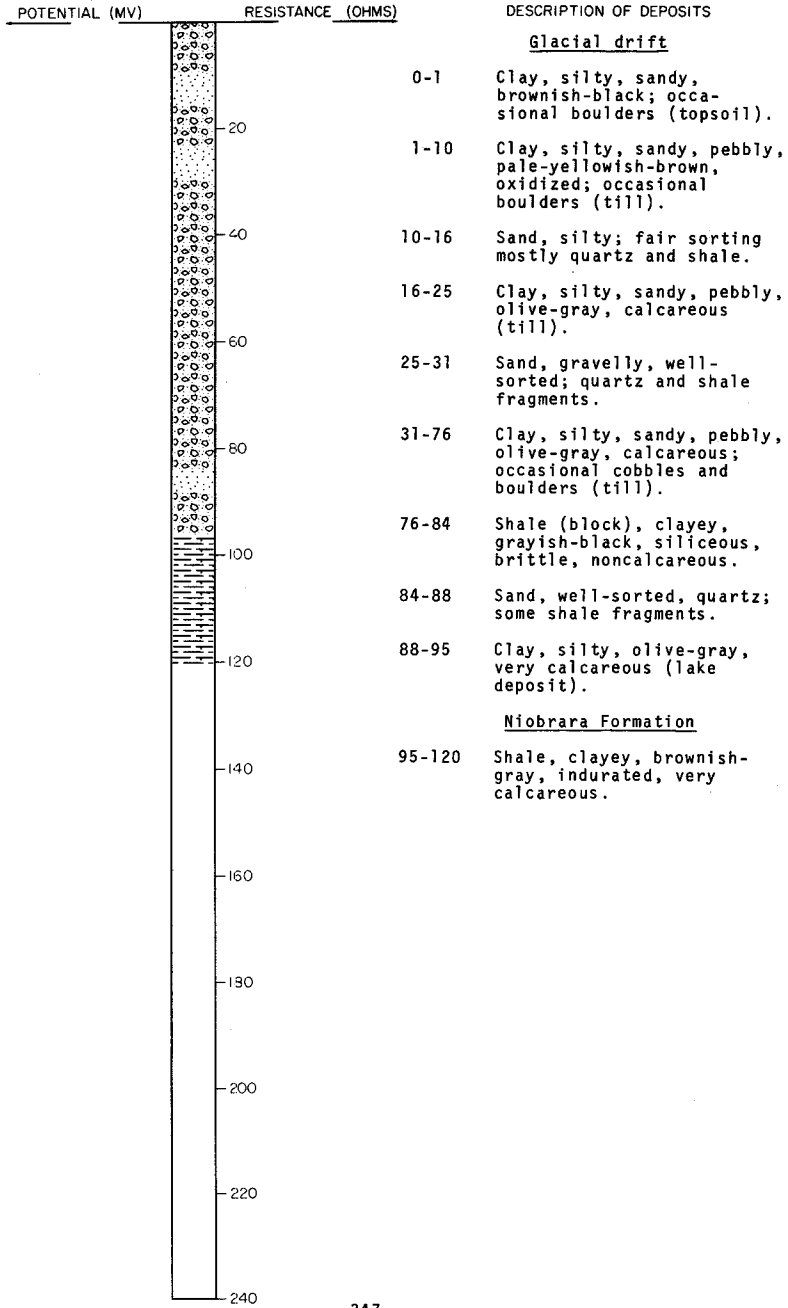 POTENTIAL (MV) RESISTANCE (OHMS) DESCRIPTION OF DEPOSITS
Glacial drift
0-1 Clay, silty, sandy,
brownish-black; occa-
sional boulders (topsoil).
1-10 Clay, silty, sandy, pebbly,
pale-yellowish-brown,
oxidized; occasional
boulders (till).
10-16 Sand, silty; fair sorting
mostly quartz and shale.
16-25 Clay, silty, sandy, pebbly,
olive-gray, calcareous
(till).
25-31 Sand, gravelly, well-
sorted; quartz and shale
fragments.
31-76 Clay, silty, sandy, pebbly,
olive-gray, calcareous;
occasional cobbles and
boulders (till).
76-84 Shale (block), clayey,
grayish-black, siliceous,
brittle, noncalcareous.
84-88 Sand, well-sorted, quartz;
some shale fragments.
88-95 Clay, silty, olive-gray,
very calcareous (lake
deposit).
Niobrara Formation
95-120 Shale, clayey, brownish-
gray, indurated, very
calcareous.
20
40
60
80
100
120
140
160
180
200
220
240